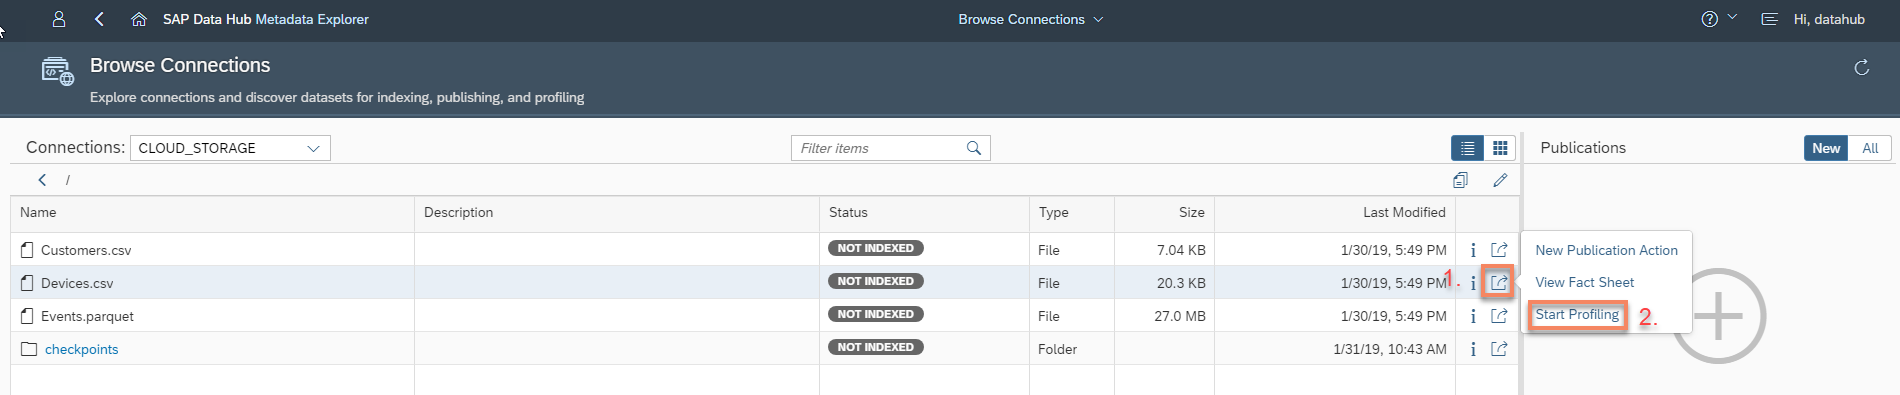 SAP Data Hub Metadata Explorer Browse Connections Hi, datahub
Browse Connections
Explore connections and discover datasets for indexing, publishing, and profiling
Connections: CLOUD_STORAGE Filter items Publications New All
/
Name Description Status Type Size Last Modified
Customers.csv NOT INDEXED File 7.04 KB 1/30/19, 5:49 PM New Publication Action
Devices.csv NOT INDEXED File 20.3 KB 1/30/19, 5:49 PM 1. View Fact Sheet
Events.parquet NOT INDEXED File 27.0 MB 1/30/19, 5:49 PM Start Profiling 2.
checkpoints NOT INDEXED Folder 1/31/19, 10:43 AM